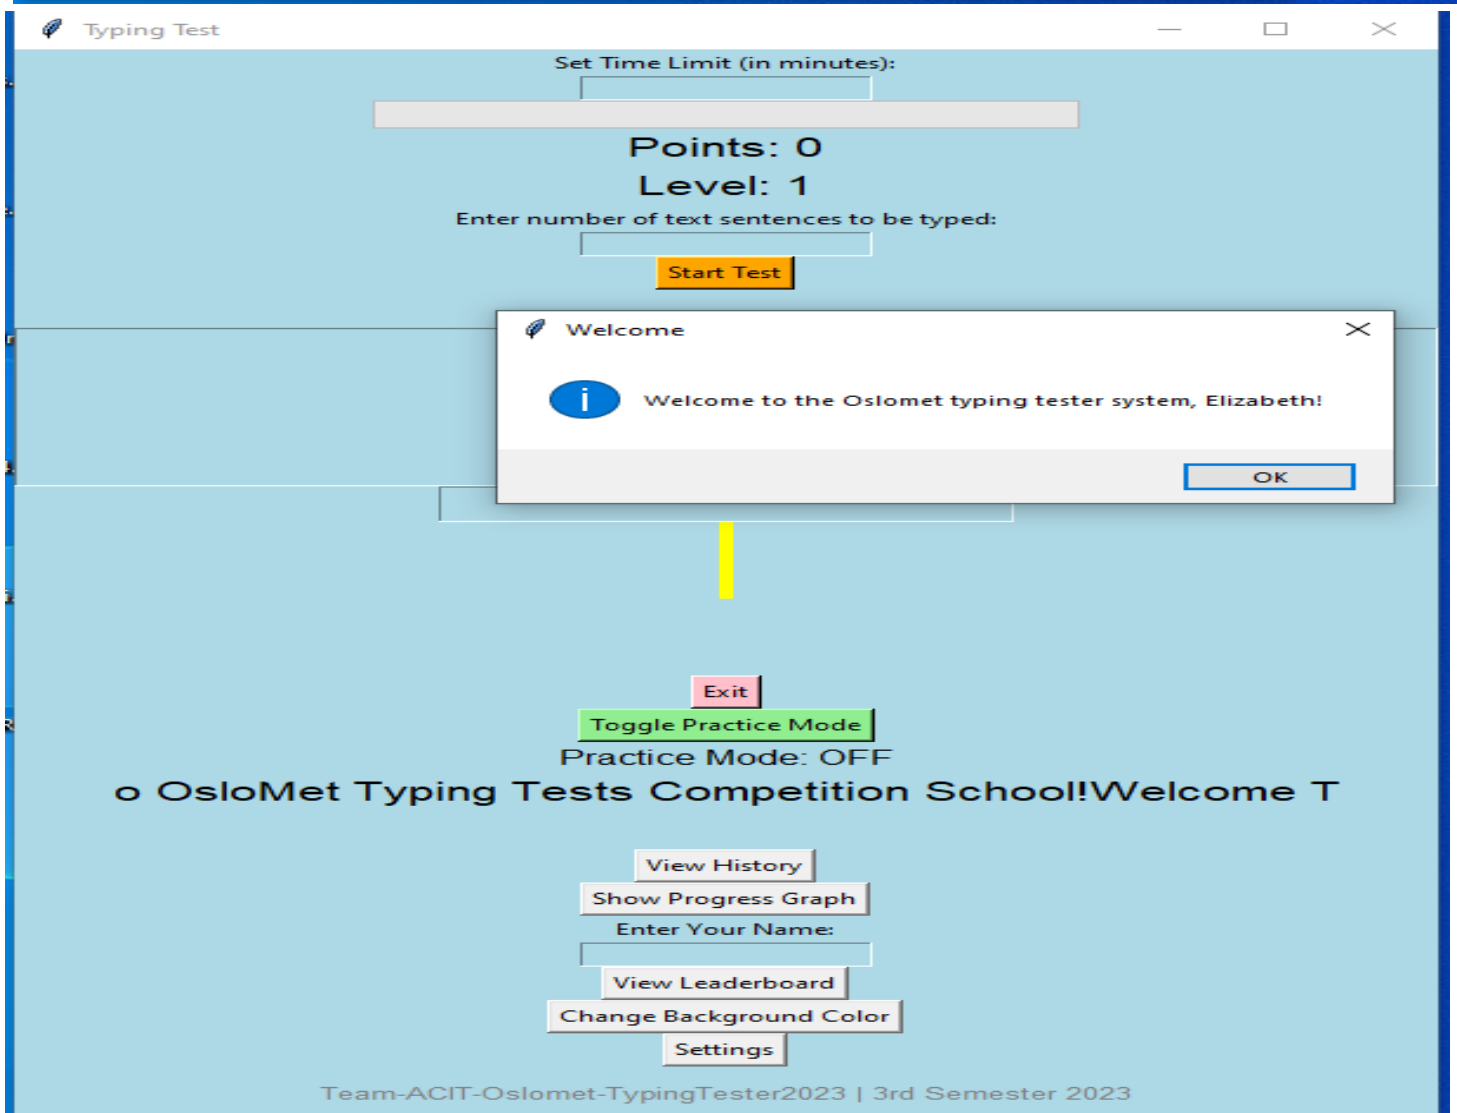 Typing Test
Set Time Limit (in minutes):
Points: 0
Level: 1
Enter number of text sentences to be typed:
Start Test
Welcome
i
Welcome to the Oslomet typing tester system, Elizabeth!
OK
Exit
Toggle Practice Mode
Practice Mode: OFF
o OsloMet Typing Tests Competition School!Welcome T
View History
Show Progress Graph
Enter Your Name:
View Leaderboard
Change Background Color
Settings
Team-ACIT-Oslomet-TypingTester2023 | 3rd Semester 2023